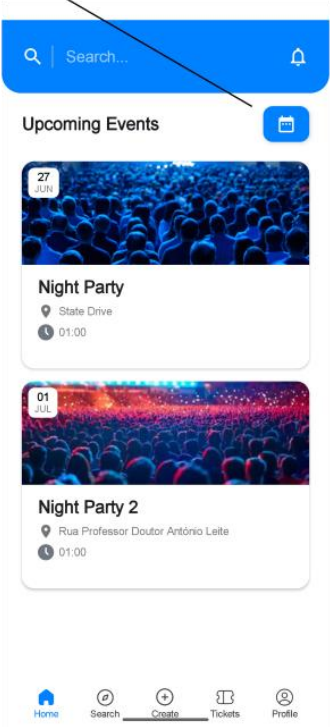 Search...
Upcoming Events
27
JUN
Night Party
State Drive
01:00
01
JUL
Night Party 2
Rua Professor Doutor António Leite
01:00
Home Search Create Tickets Profile